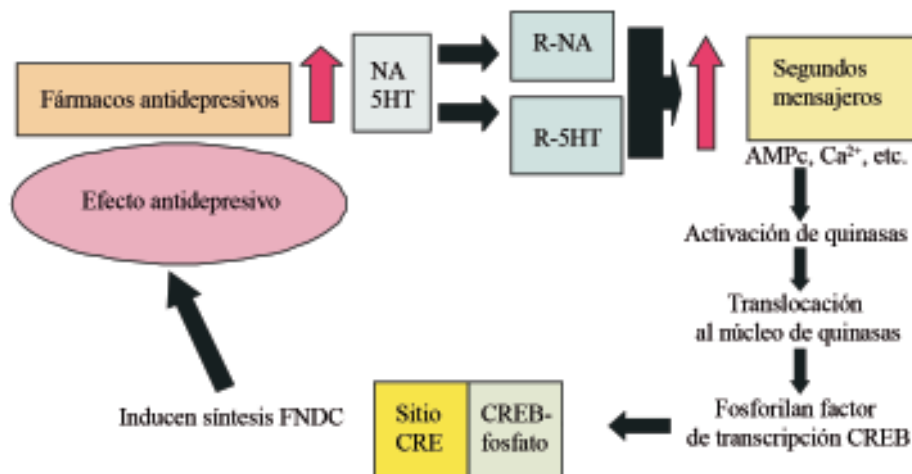 Fármacos antidepresivos
NA
5HT
R-NA
R-5HT
Segundos
mensajeros
AMPc, Ca²⁺, etc.
Activación de quinasas
Translocación
al núcleo de quinasas
Fosforilan factor
de transcripción CREB
CREB-
fosfato
Sitio
CRE
Inducen síntesis FNDC
Efecto antidepresivo